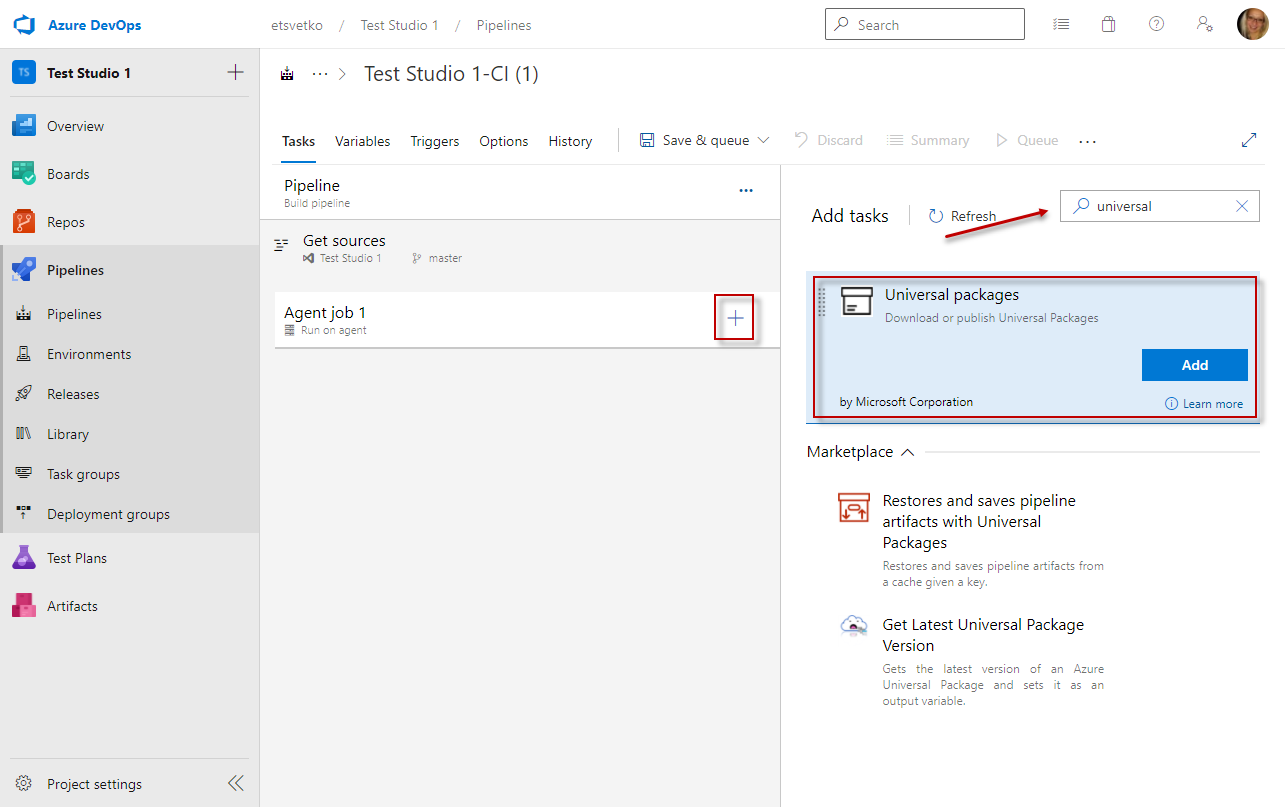 Azure DevOps
etsvetko / Test Studio 1 / Pipelines
Search
TS
Test Studio 1
Overview
Boards
Repos
Pipelines
Pipelines
Environments
Releases
Library
Task groups
Deployment groups
Test Plans
Artifacts
Project settings
... > Test Studio 1-CI (1)
Tasks Variables Triggers Options History Save & queue Discard Summary Queue ...
Pipeline
Build pipeline
...
Get sources
Test Studio 1 master
Agent job 1
Run on agent
Add tasks Refresh universal
Universal packages
Download or publish Universal Packages
Add
by Microsoft Corporation Learn more
Marketplace
Restores and saves pipeline
artifacts with Universal
Packages
Restores and saves pipeline artifacts from
a cache given a key.
Get Latest Universal Package
Version
Gets the latest version of an Azure
Universal Package and sets it as an
output variable.